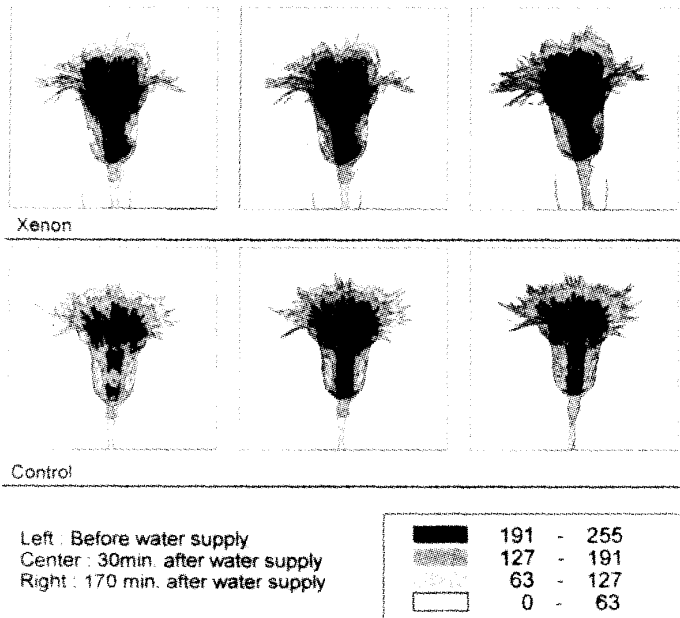 Xenon
Control
Left : Before water supply
Center : 30min. after water supply
Right : 170 min. after water supply
191 - 255
127 - 191
63 - 127
0 - 63